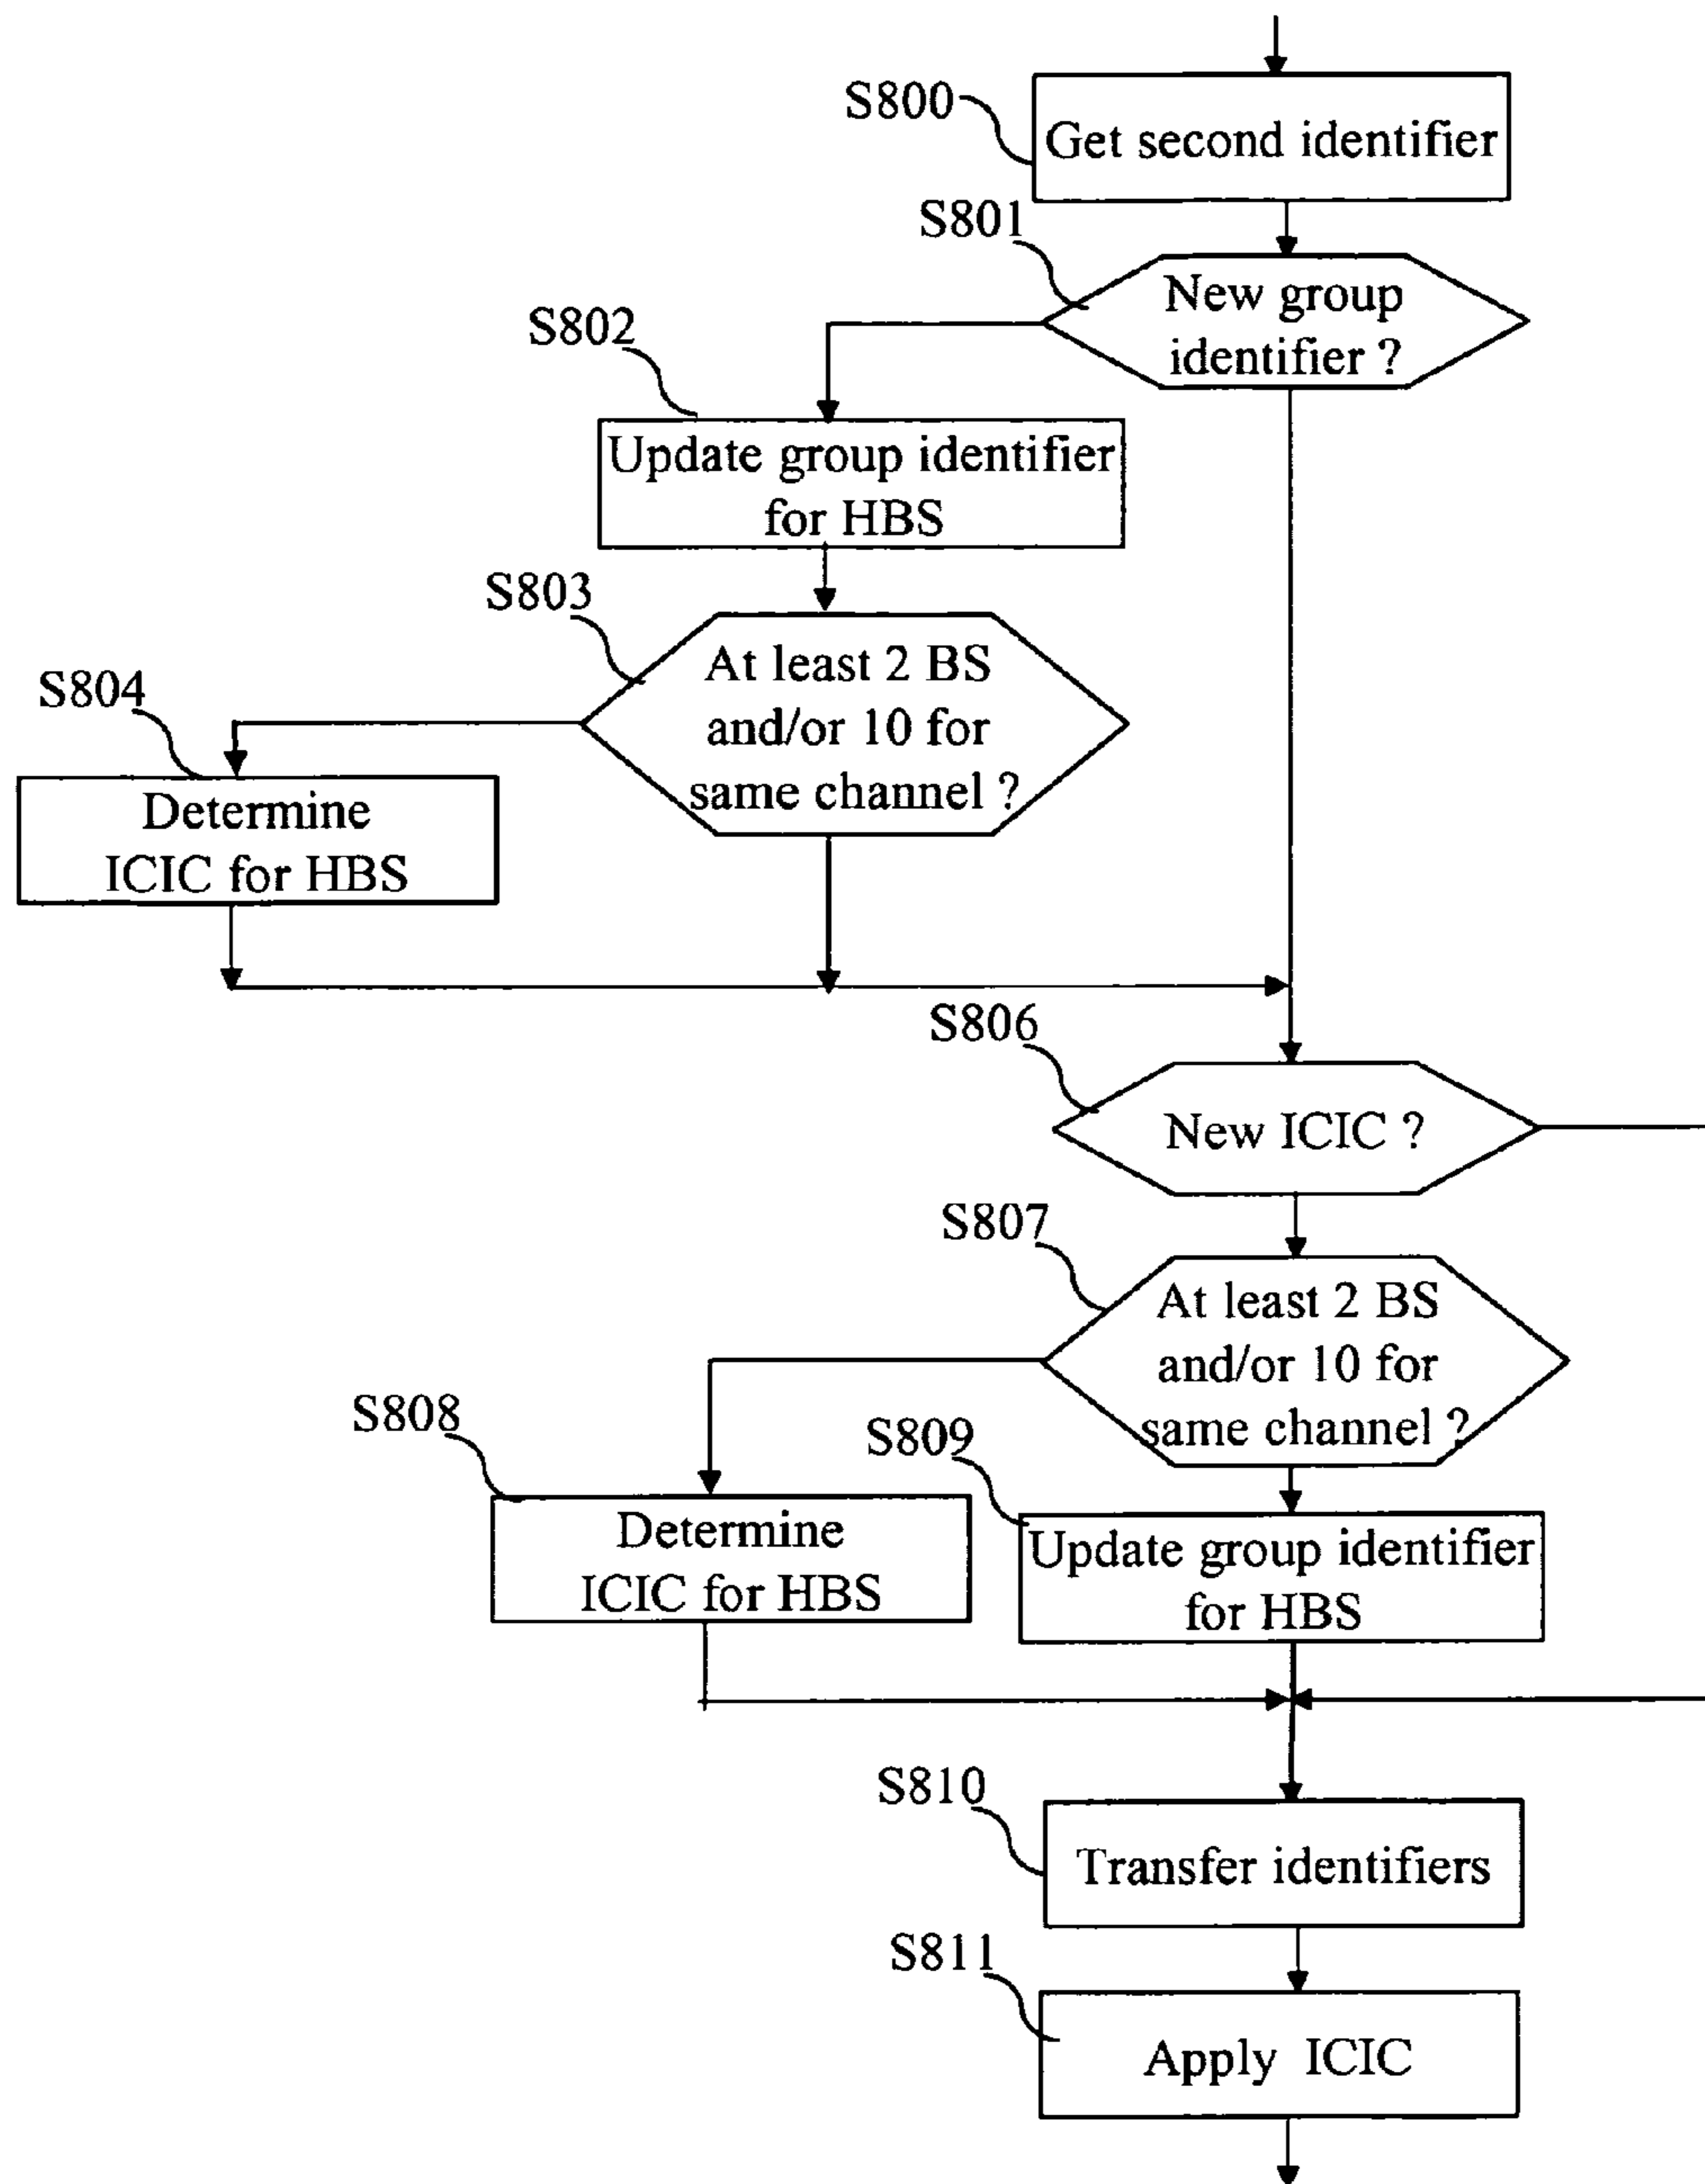 S800
Get second identifier
S801
New group
identifier ?
S802
Update group identifier
for HBS
S803
At least 2 BS
and/or 10 for
same channel ?
S804
Determine
ICIC for HBS
S806
New ICIC ?
S807
At least 2 BS
and/or 10 for
same channel ?
S808
Determine
ICIC for HBS
S809
Update group identifier
for HBS
S810
Transfer identifiers
S811
Apply ICIC